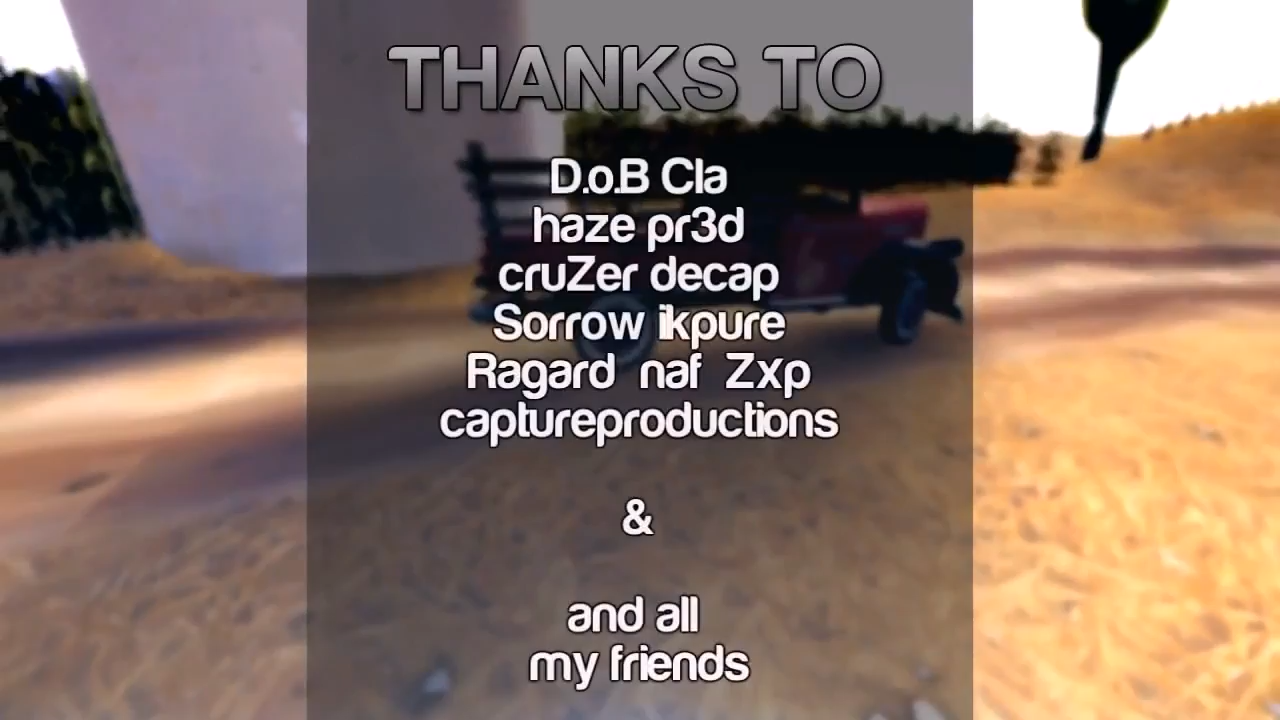 THANKS TO
D.o.B Cla
haze pr3d
cruZer decap
Sorrow ikpure
Ragard naf Zxp
captureproductions
&
and all
my friends